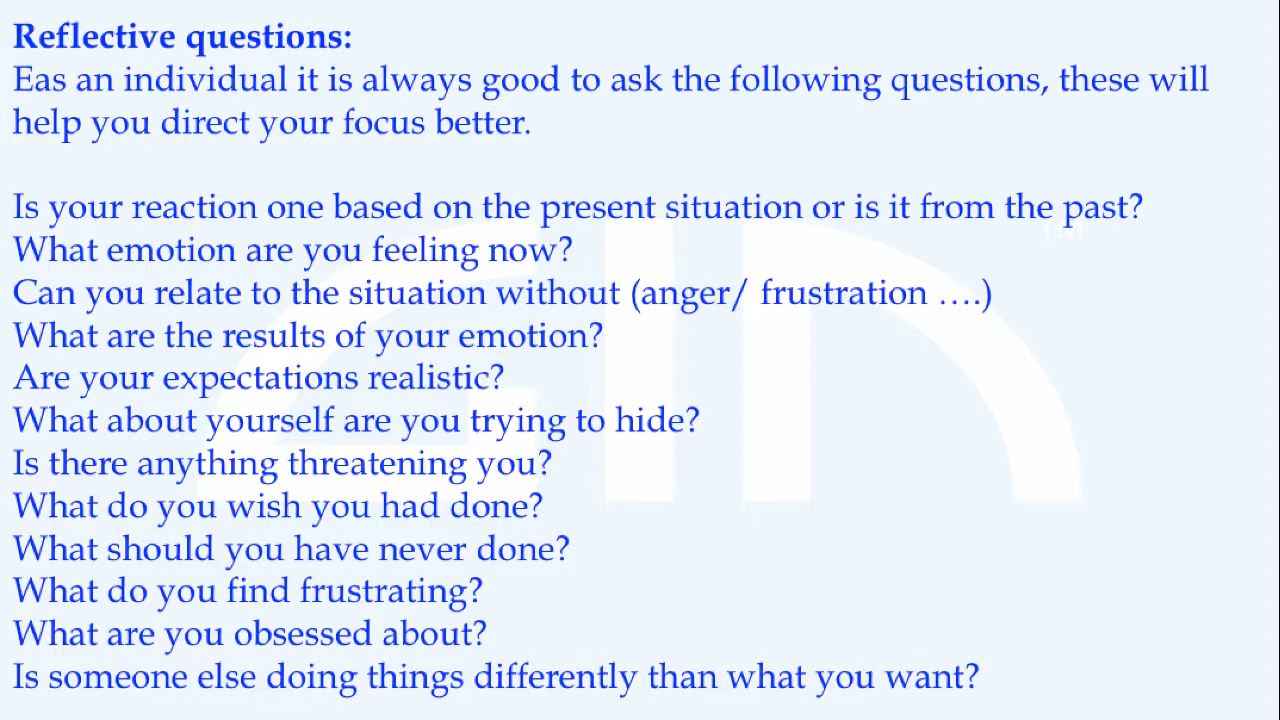 Reflective questions:
Eas an individual it is always good to ask the following questions, these will
help you direct your focus better.
Is your reaction one based on the present situation or is it from the past?
What emotion are you feeling now?
Can you relate to the situation without (anger/ frustration ....)
What are the results of your emotion?
Are your expectations realistic?
What about yourself are you trying to hide?
Is there anything threatening you?
What do you wish you had done?
What should you have never done?
What do you find frustrating?
What are you obsessed about?
Is someone else doing things differently than what you want?